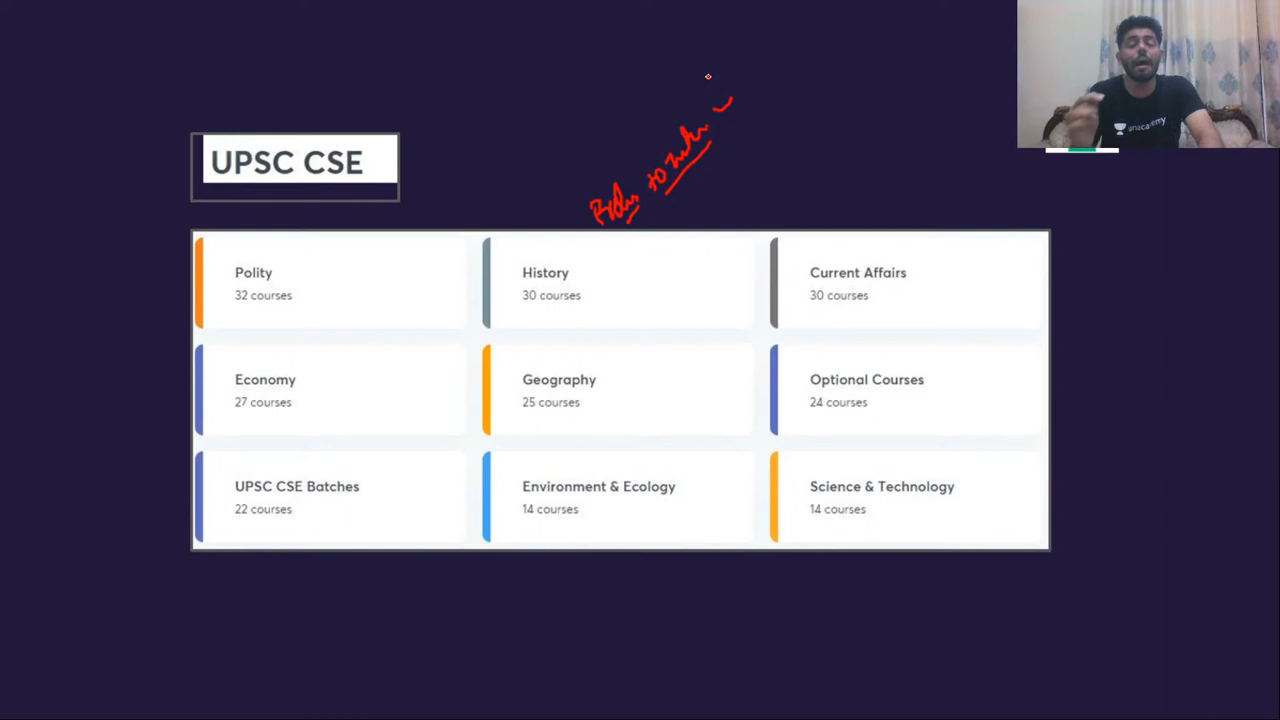 unacademy
UPSC CSE
Polity
32 courses
History
30 courses
Current Affairs
30 courses
Economy
27 courses
Geography
25 courses
Optional Courses
24 courses
UPSC CSE Batches
22 courses
Environment & Ecology
14 courses
Science & Technology
14 courses